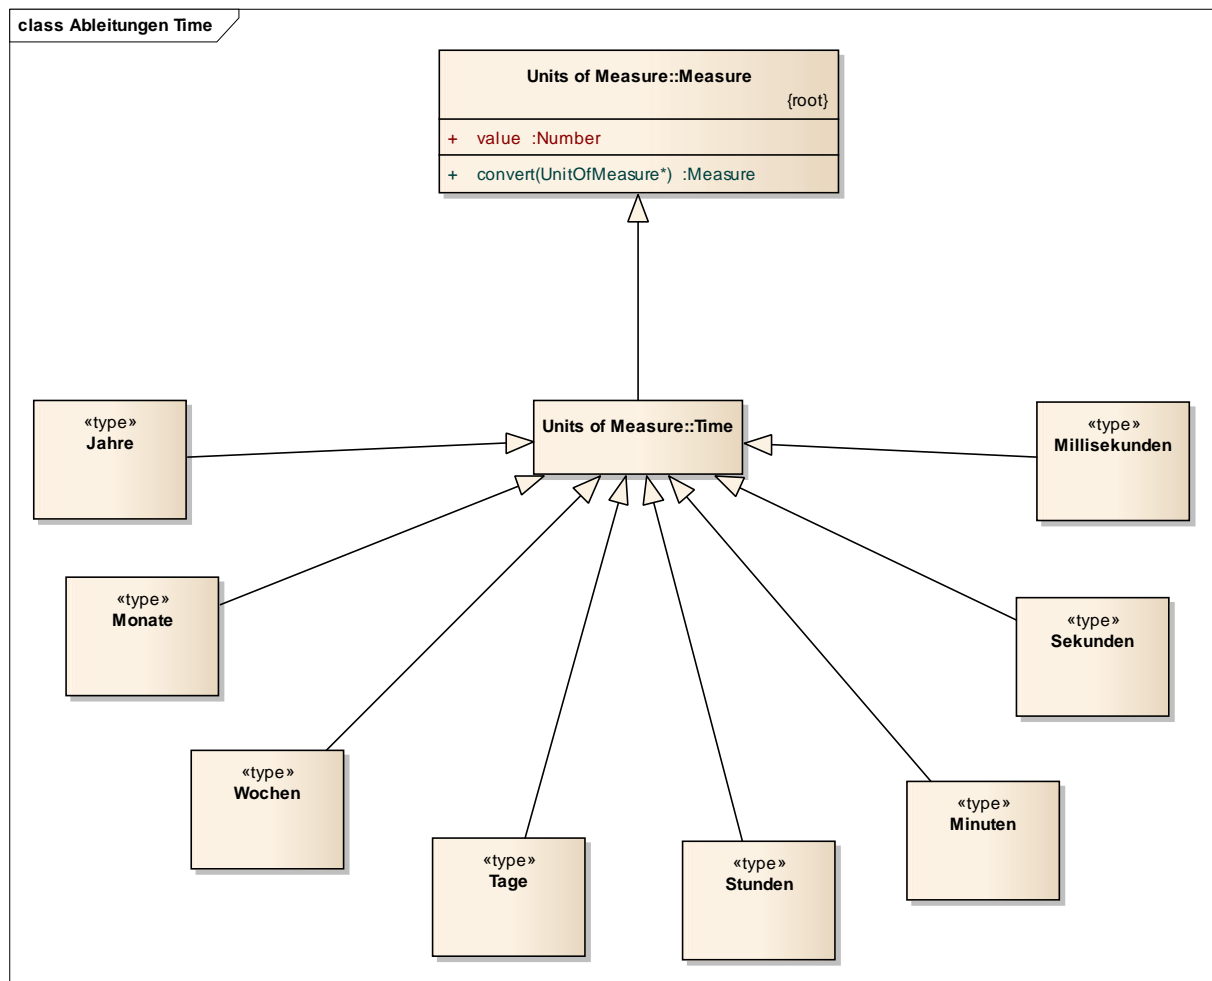 class Ableitungen Time
Units of Measure::Measure
{root}
+ value :Number
+ convert(UnitOfMeasure*) :Measure
«type»
Jahre
Units of Measure::Time
«type»
Millisekunden
«type»
Monate
«type»
Sekunden
«type»
Wochen
«type»
Minuten
«type»
Tage
«type»
Stunden